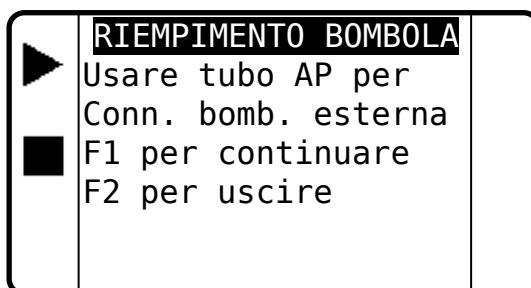 RIEMPIMENTO BOMBOLA
Usare tubo AP per
Conn. bomb. esterna
F1 per continuare
F2 per uscire